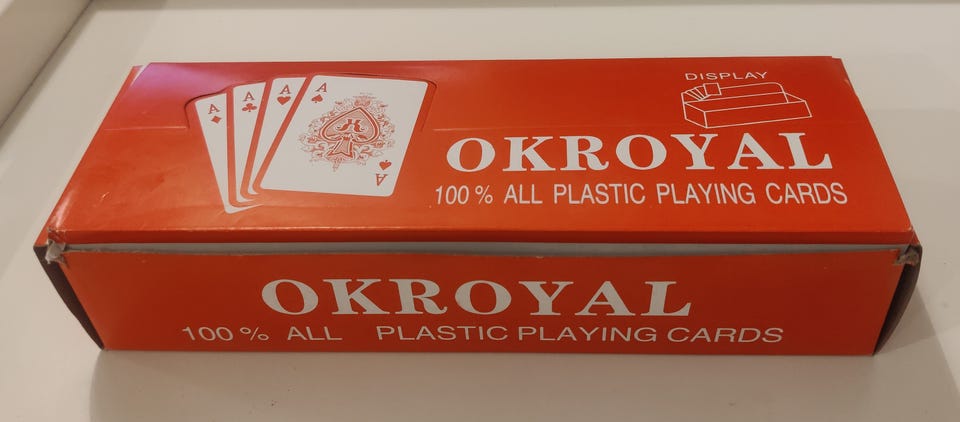 A
A
A
A
A
DISPLAY
OKROYAL
100 % ALL PLASTIC PLAYING CARDS
OKROYAL
100 % ALL PLASTIC PLAYING CARDS